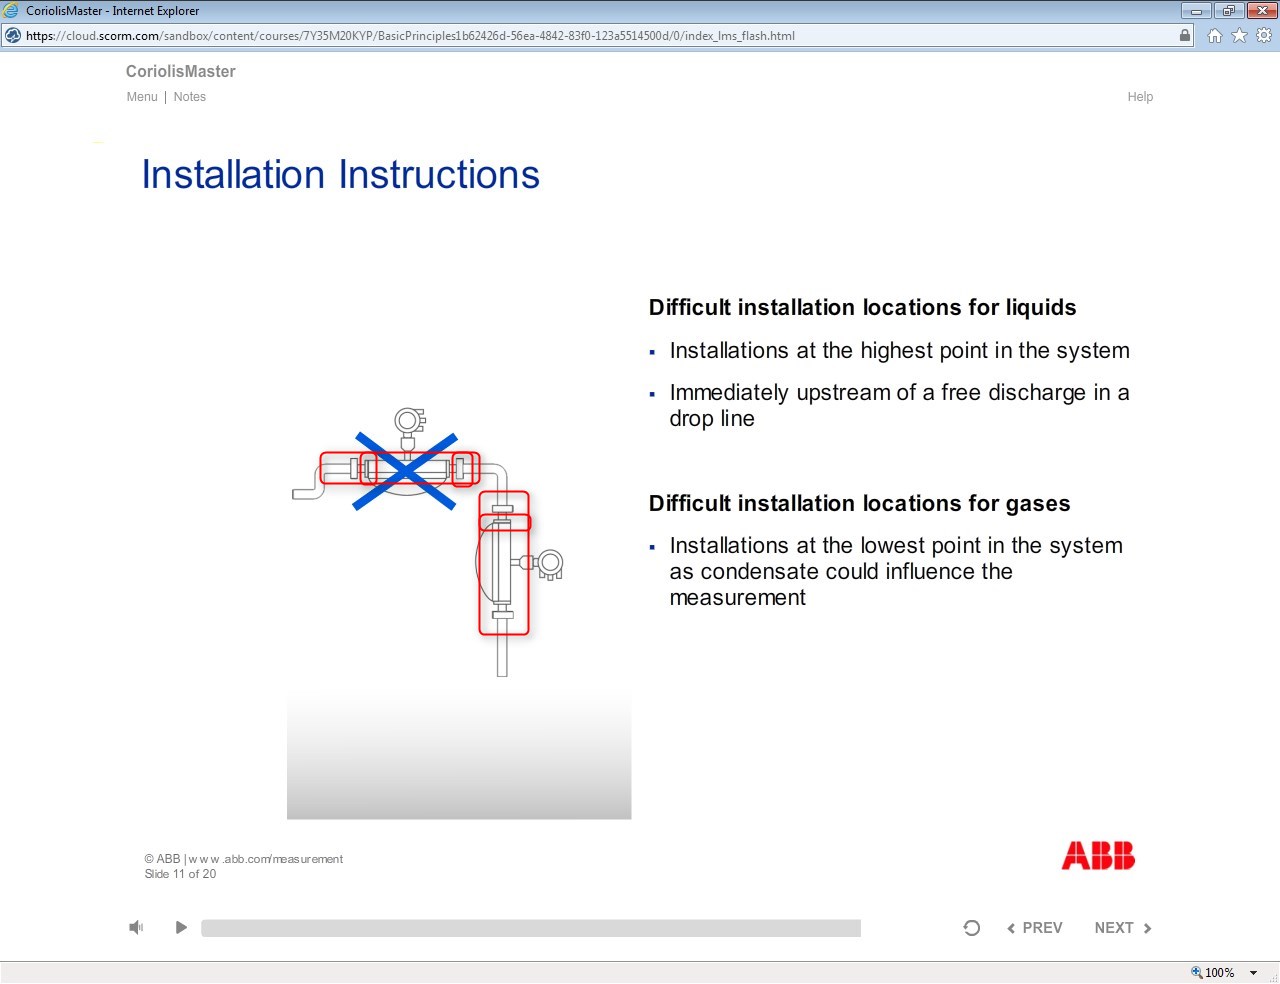 CoriolisMaster - Internet Explorer
https://cloud.scorm.com/sandbox/content/courses/7Y35M20KYP/BasicPrinciples1b62426d-56ea-4842-83f0-123a5514500d/0/index_lms_flash.html
CoriolisMaster
Menu | Notes
Help
Installation Instructions
Difficult installation locations for liquids
▪ Installations at the highest point in the system
▪ Immediately upstream of a free discharge in a
drop line
Difficult installation locations for gases
▪ Installations at the lowest point in the system
as condensate could influence the
measurement
© ABB | www.abb.com/measurement
Slide 11 of 20
ABB
PREV
NEXT
100%